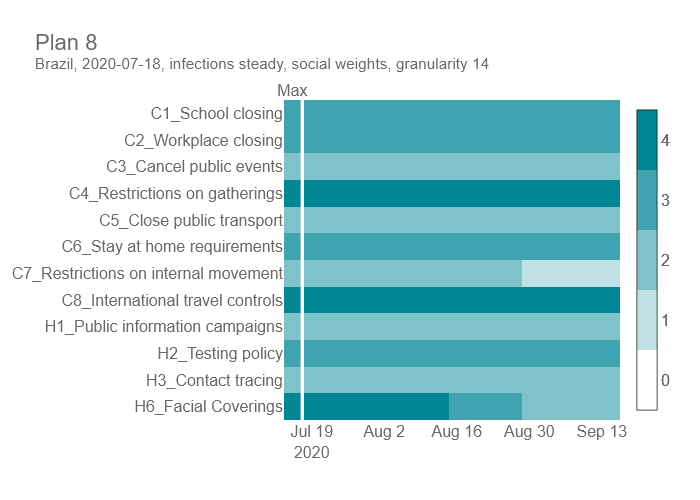 Plan 8
Brazil, 2020-07-18, infections steady, social weights, granularity 14
Max
C1_School closing
C2_Workplace closing
C3_Cancel public events
C4_Restrictions on gatherings
C5_Close public transport
C6_Stay at home requirements
C7_Restrictions on internal movement
C8_International travel controls
H1_Public information campaigns
H2_Testing policy
H3_Contact tracing
H6_Facial Coverings
Jul 19 Aug 2 Aug 16 Aug 30 Sep 13
2020
4
3
2
1
0